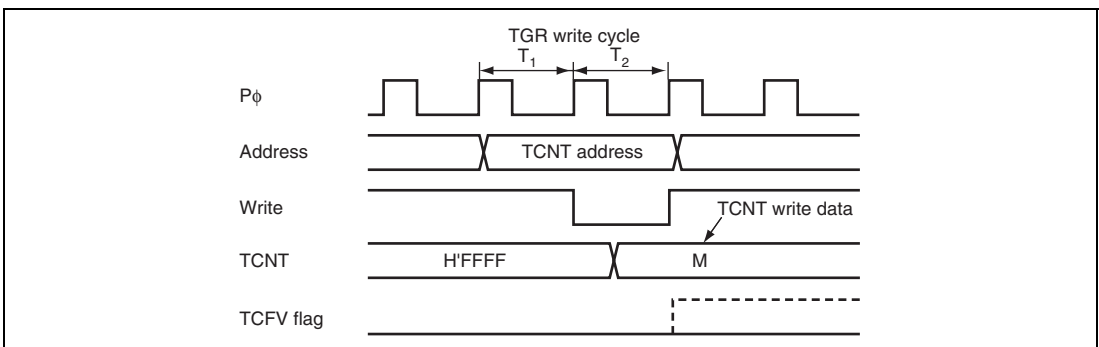 TGR write cycle
T1 T2
Pϕ
Address
TCNT address
Write
TCNT write data
TCNT
H'FFFF
M
TCFV flag